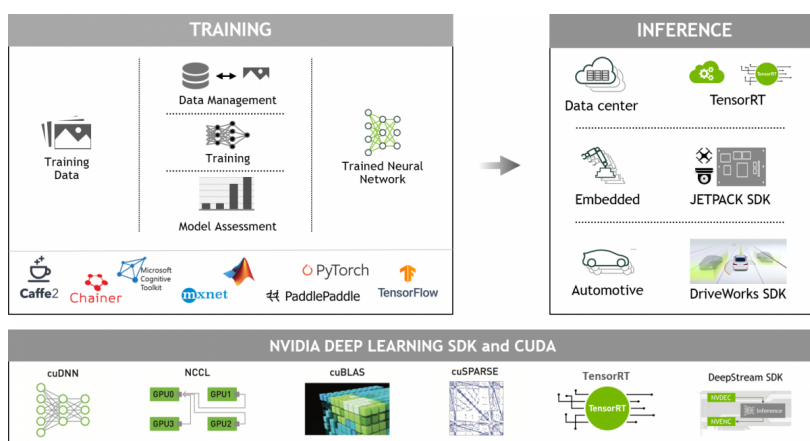 TRAINING
Training
Data
Data Management
Training
Model Assessment
Trained Neural
Network
Caffe2
Chainer
Microsoft
Cognitive
Toolkit
mxnet
PyTorch
PaddlePaddle
TensorFlow
INFERENCE
Data center
TensorRT
TensorRT
Embedded
JETPACK SDK
Automotive
DriveWorks SDK
NVIDIA DEEP LEARNING SDK and CUDA
cuDNN
NCCL
GPU0
GPU1
GPU3
GPU2
cuBLAS
cuSPARSE
TensorRT
TensorRT
DeepStream SDK
NVDEC
Inference
NVENC